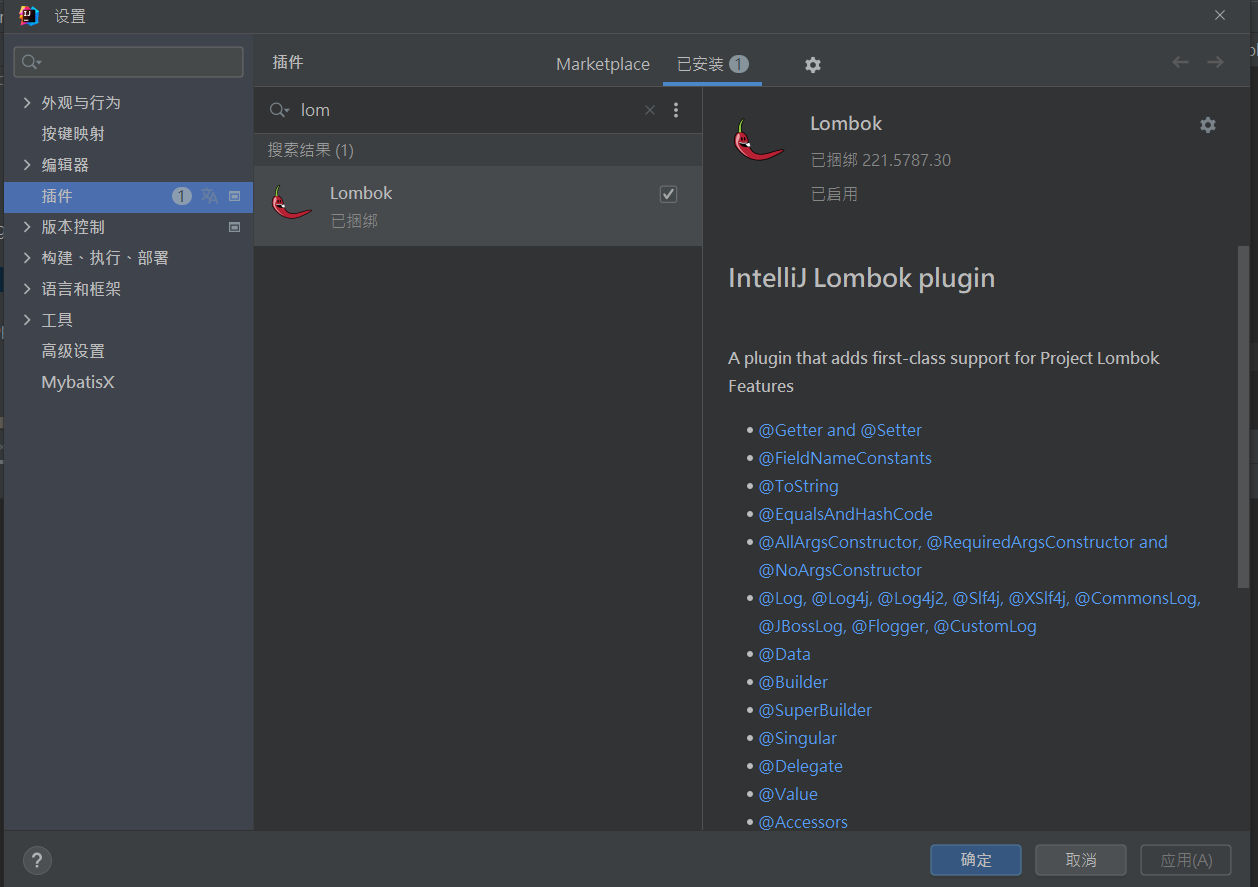 设置
插件
Marketplace
已安装 1
外观与行为
按键映射
编辑器
插件 1
版本控制
构建、执行、部署
语言和框架
工具
高级设置
MybatisX
lom
搜索结果 (1)
Lombok
已捆绑
Lombok
已捆绑 221.5787.30
已启用
IntelliJ Lombok plugin
A plugin that adds first-class support for Project Lombok
Features
• @Getter and @Setter
• @FieldNameConstants
• @ToString
• @EqualsAndHashCode
• @AllArgsConstructor, @RequiredArgsConstructor and
@NoArgsConstructor
• @Log, @Log4j, @Log4j2, @Slf4j, @XSlf4j, @CommonsLog,
@JBossLog, @Flogger, @CustomLog
• @Data
• @Builder
• @SuperBuilder
• @Singular
• @Delegate
• @Value
• @Accessors
?
确定
取消
应用(A)